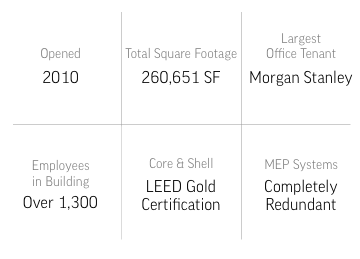 Opened
2010
Total Square Footage
260,651 SF
Largest
Office Tenant
Morgan Stanley
Employees
in Building
Over 1,300
Core & Shell
LEED Gold
Certification
MEP Systems
Completely
Redundant